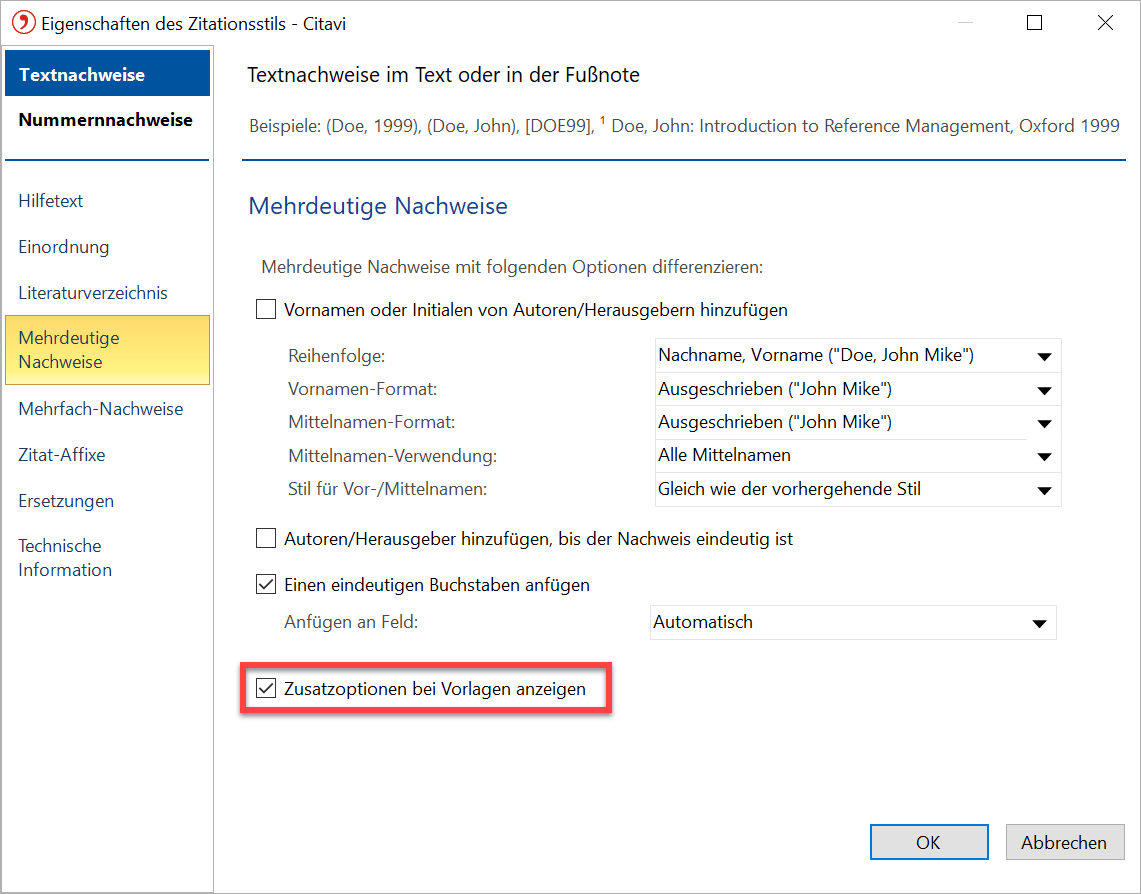 Eigenschaften des Zitationsstils - Citavi
Textnachweise
Nummernnachweise
Hilfetext
Einordnung
Literaturverzeichnis
Mehrdeutige
Nachweise
Mehrfach-Nachweise
Zitat-Affixe
Ersetzungen
Technische
Information
Textnachweise im Text oder in der Fußnote
Beispiele: (Doe, 1999), (Doe, John), [DOE99], ¹ Doe, John: Introduction to Reference Management, Oxford 1999
Mehrdeutige Nachweise
Mehrdeutige Nachweise mit folgenden Optionen differenzieren:
Vornamen oder Initialen von Autoren/Herausgebern hinzufügen
Reihenfolge: Nachname, Vorname ("Doe, John Mike")
Vornamen-Format: Ausgeschrieben ("John Mike")
Mittelnamen-Format: Ausgeschrieben ("John Mike")
Mittelnamen-Verwendung: Alle Mittelnamen
Stil für Vor-/Mittelnamen: Gleich wie der vorhergehende Stil
Autoren/Herausgeber hinzufügen, bis der Nachweis eindeutig ist
Einen eindeutigen Buchstaben anfügen
Anfügen an Feld: Automatisch
Zusatzoptionen bei Vorlagen anzeigen
OK Abbrechen